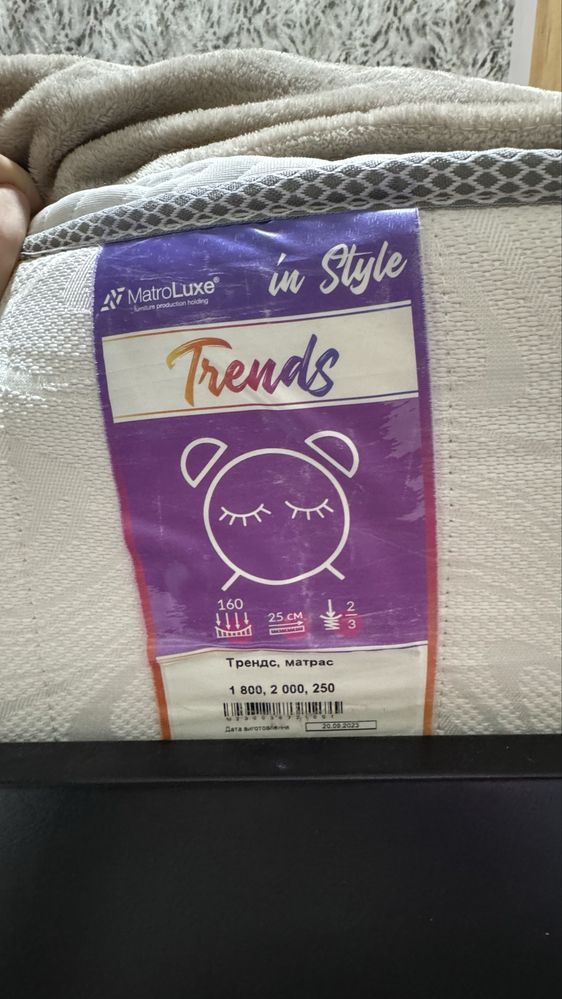 in Style
MatroLuxe®
furniture production holding
Trends
160
25 см
2
3
Трендс, матрас
1 800, 2 000, 250
Дата виготовлення
20.09.2023